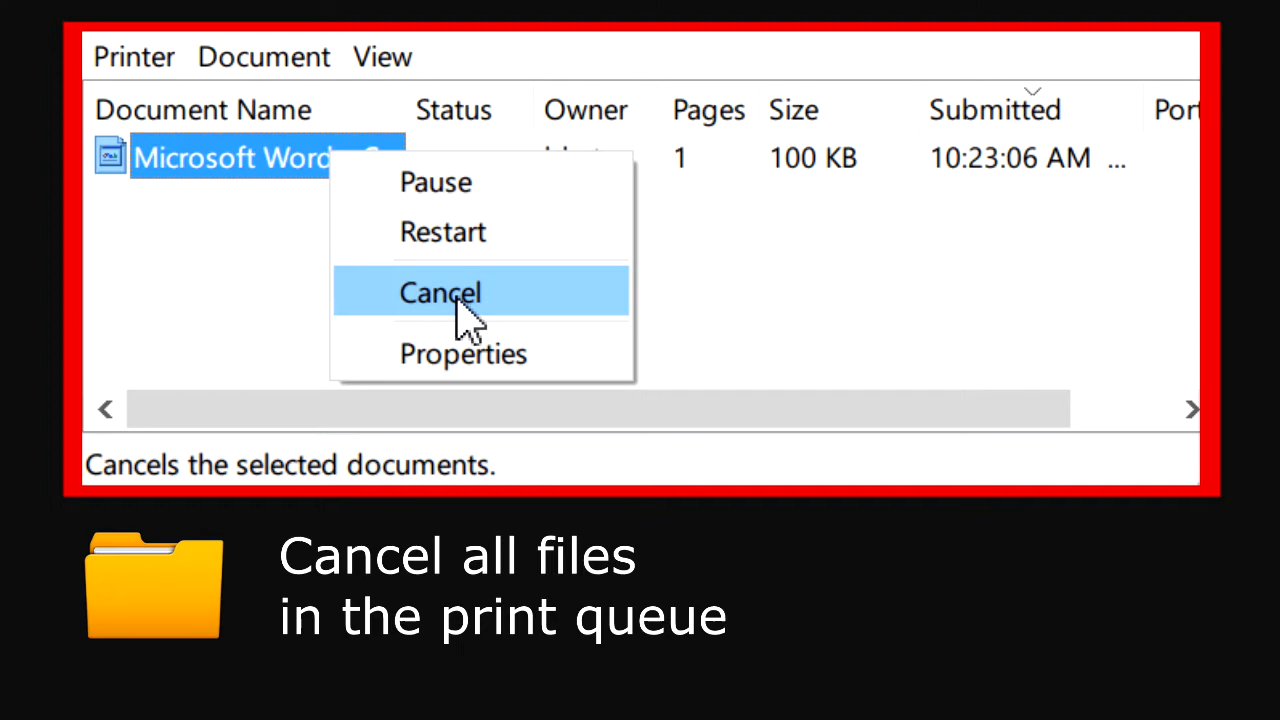 Printer Document View
Document Name Status Owner Pages Size Submitted Port
Microsoft Word 1 100 KB 10:23:06 AM ...
Pause
Restart
Cancel
Properties
Cancels the selected documents.
Cancel all files
in the print queue